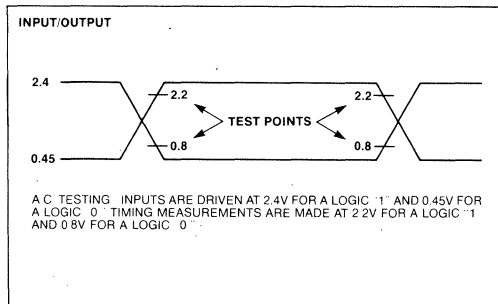 INPUT/OUTPUT
2.4
2.2
2.2
TEST POINTS
0.8
0.8
0.45
A C TESTING INPUTS ARE DRIVEN AT 2.4V FOR A LOGIC "1" AND 0.45V FOR
A LOGIC 0 " TIMING MEASUREMENTS ARE MADE AT 2 2V FOR A LOGIC "1
AND 0 8V FOR A LOGIC 0 "